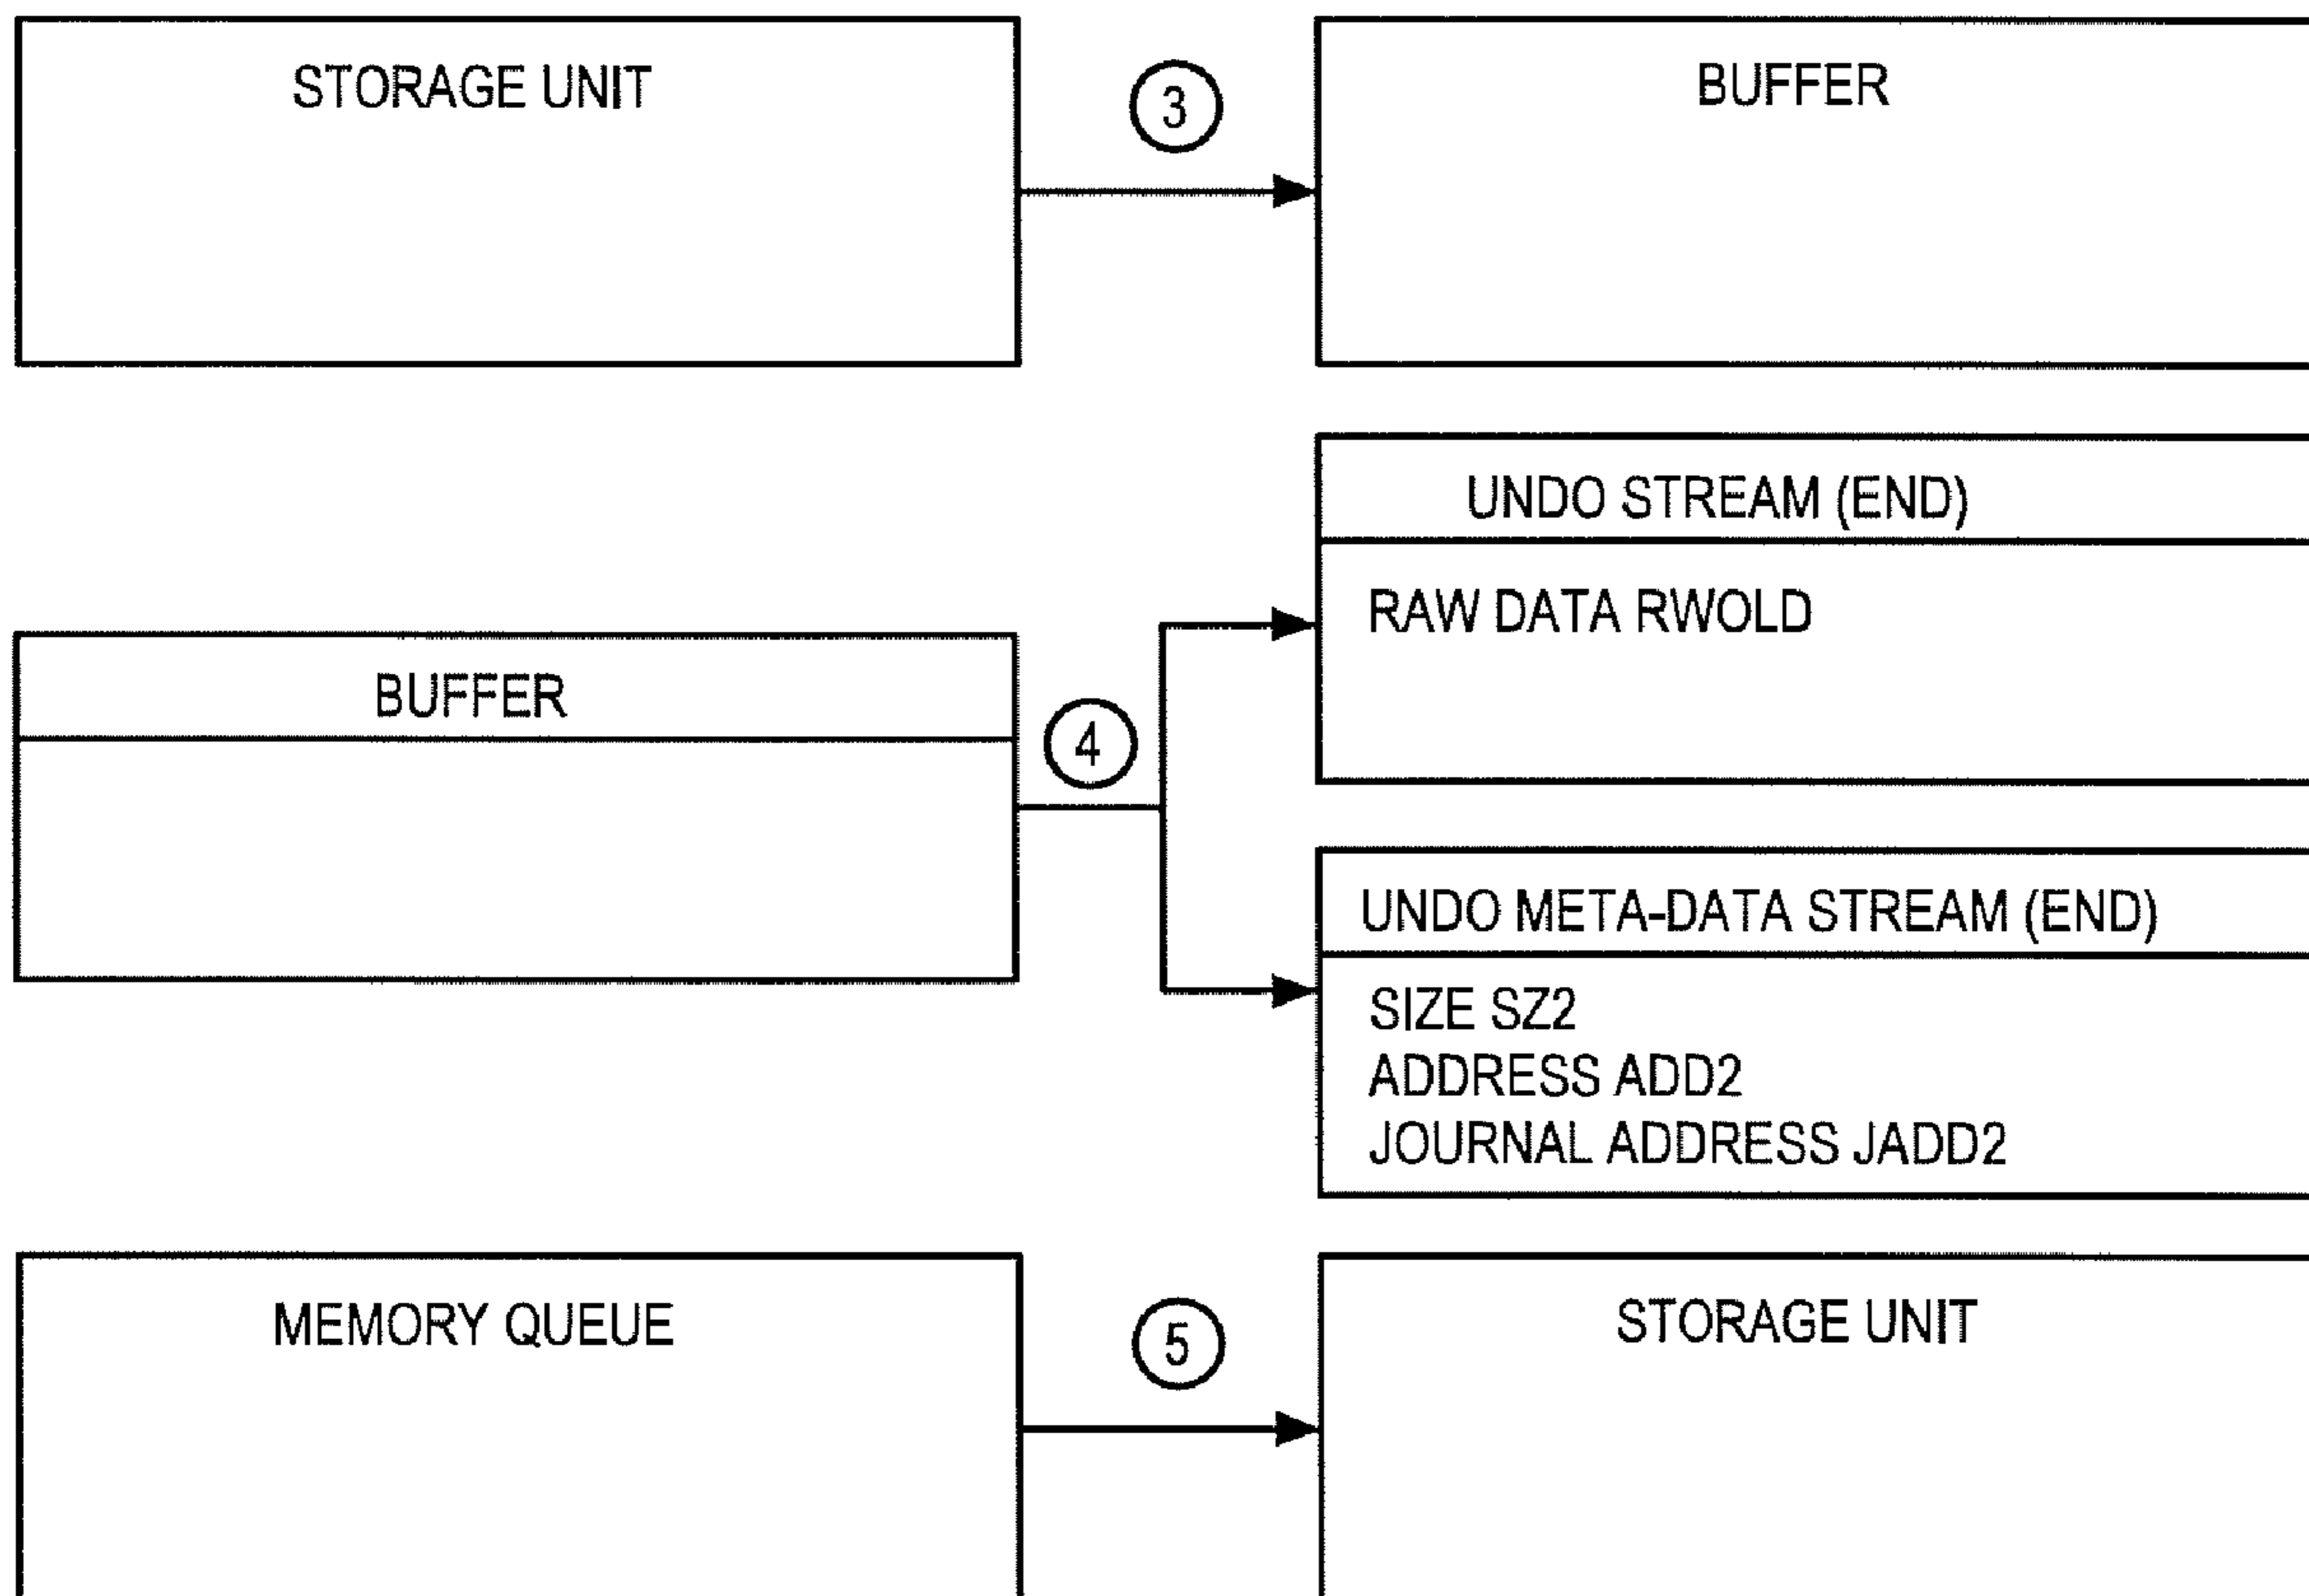 STORAGE UNIT
3
BUFFER
UNDO STREAM (END)
RAW DATA RWOLD
BUFFER
4
UNDO META-DATA STREAM (END)
SIZE SZ2
ADDRESS ADD2
JOURNAL ADDRESS JADD2
MEMORY QUEUE
5
STORAGE UNIT